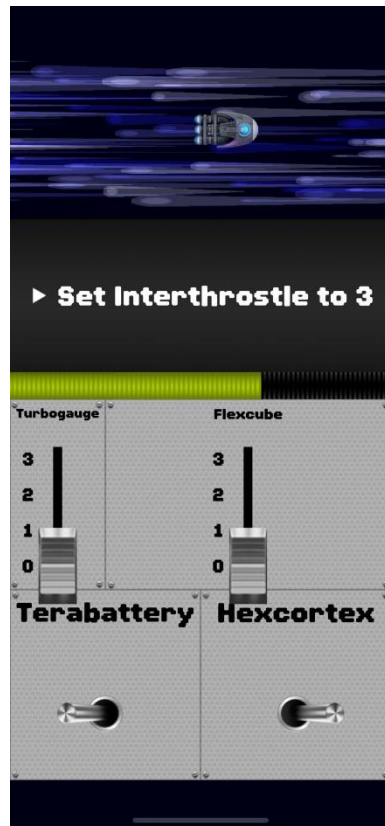 ▸ Set Interthrostle to 3
Turbogauge
3
2
1
0
Flexcube
3
2
1
0
Terabattery
Hexcortex